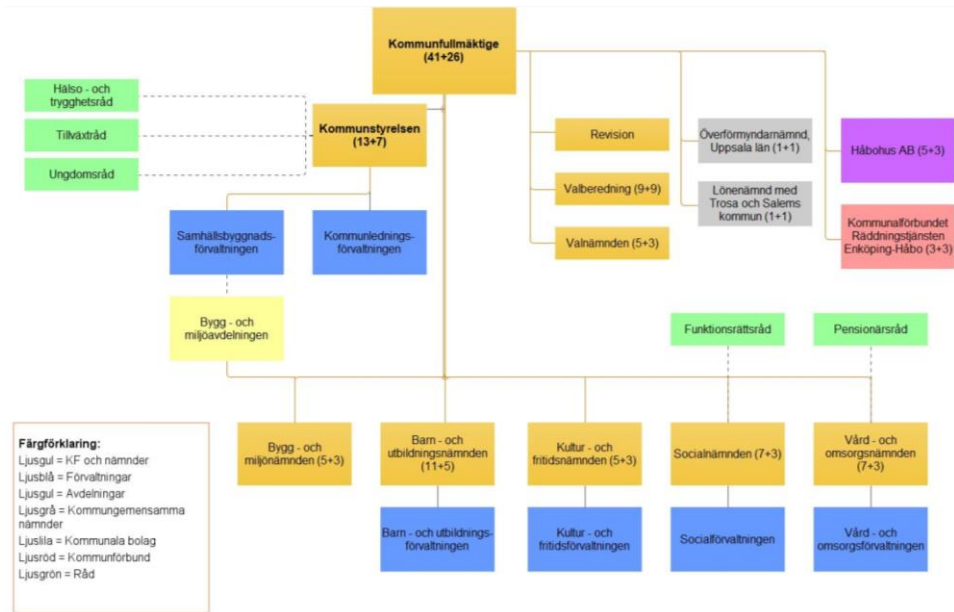 Kommunfullmäktige
(41+26)
Hälso - och
trygghetsråd
Tillväxtråd
Ungdomsråd
Kommunstyrelsen
(13+7)
Revision
Valberedning (9+9)
Valnämnden (5+3)
Överförmyndarnämnd,
Uppsala län (1+1)
Lönenämnd med
Trosa och Salems
kommun (1+1)
Håbohus AB (5+3)
Kommunalförbundet
Räddningstjänsten
Enköping-Håbo (3+3)
Samhällsbyggnads-
förvaltningen
Kommunlednings-
förvaltningen
Bygg - och
miljöavdelningen
Funktionsrättsråd
Pensionärsråd
Bygg - och
miljönämnden (5+3)
Barn - och
utbildningsnämnden
(11+5)
Kultur - och
fritidsnämnden (5+3)
Socialnämnden (7+3)
Vård - och
omsorgsnämnden
(7+3)
Barn - och utbildnings-
förvaltningen
Kultur - och
fritidsförvaltningen
Socialförvaltningen
Vård - och
omsorgsförvaltningen
Färgförklaring:
Ljusgul = KF och nämnder
Ljusblå = Förvaltningar
Ljusgul = Avdelningar
Ljusgrå = Kommungemensamma
nämnder
Ljuslila = Kommunala bolag
Ljusröd = Kommunförbund
Ljusgrön = Råd